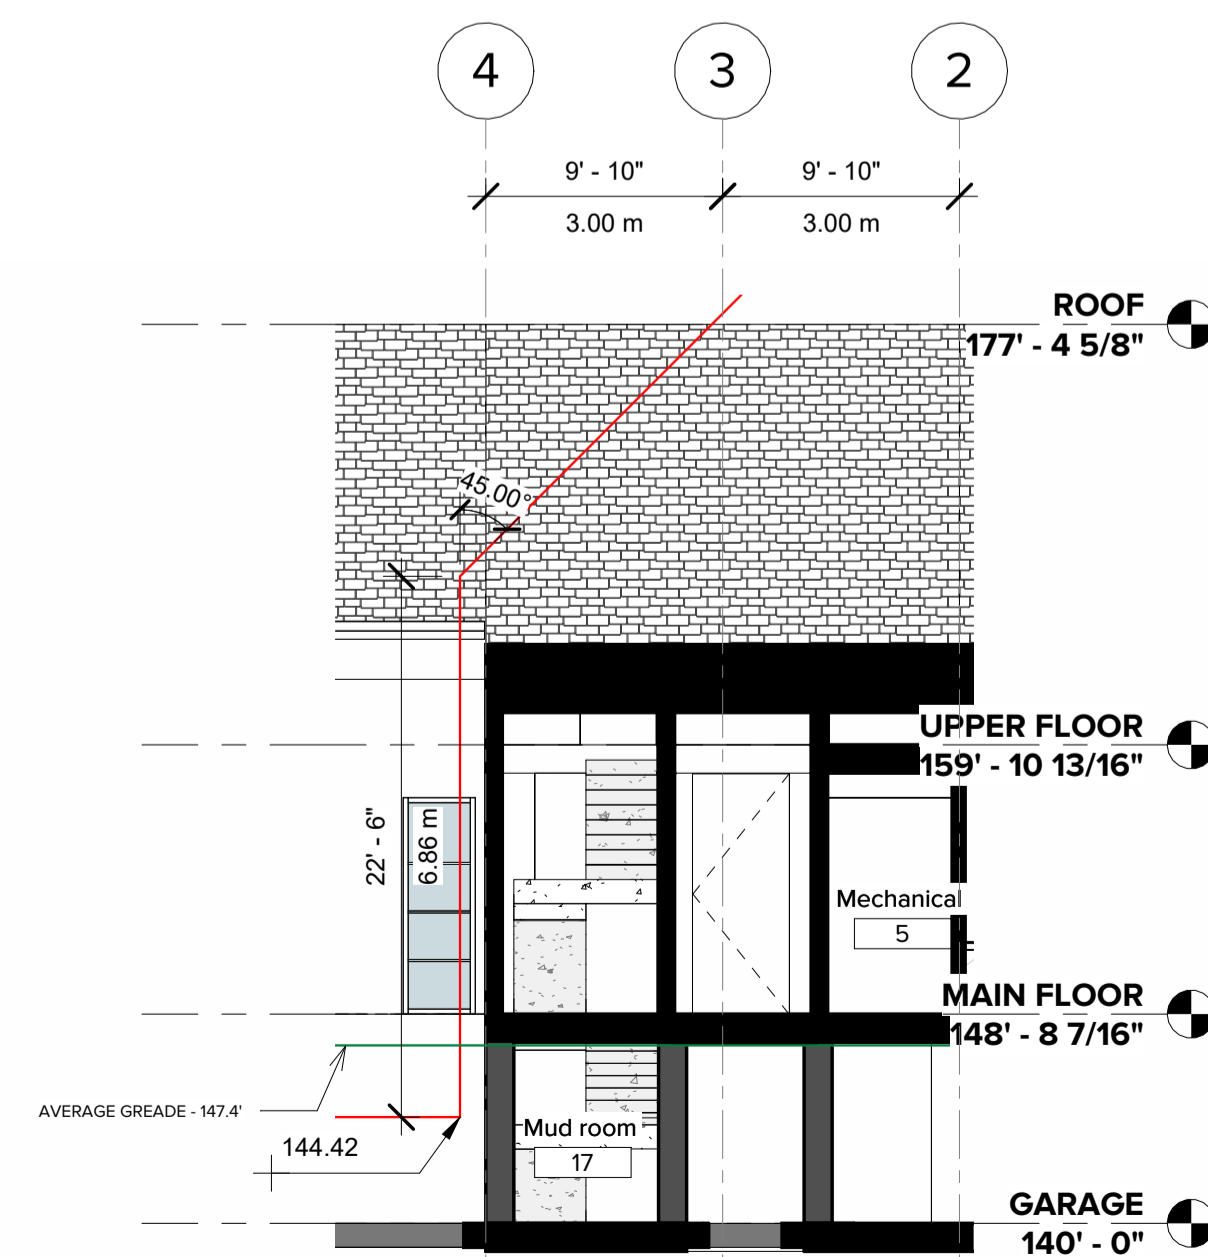 4
3
2
9' - 10"
9' - 10"
3.00 m
3.00 m
ROOF
177' - 4 5/8"
45.00°
UPPER FLOOR
159' - 10 13/16"
22' - 6"
6.86 m
Mechanical
5
MAIN FLOOR
148' - 8 7/16"
AVERAGE GREADE - 147.4'
144.42
Mud room
17
GARAGE
140' - 0"